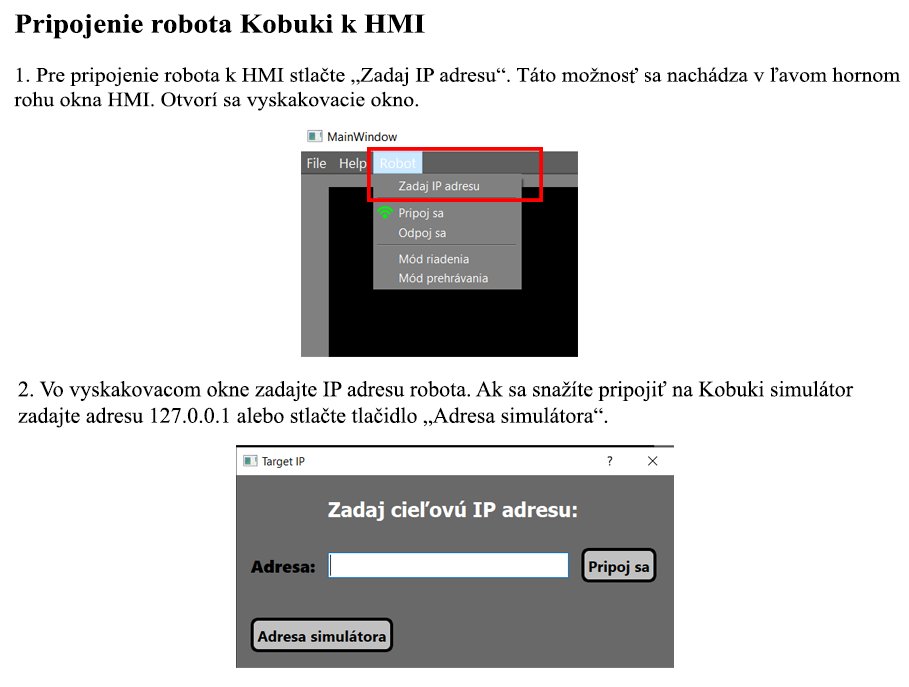 Pripojenie robota Kobuki k HMI
1. Pre pripojenie robota k HMI stlačte „Zadaj IP adresu“. Táto možnosť sa nachádza v ľavom hornom
rohu okna HMI. Otvorí sa vyskakovacie okno.
MainWindow
File Help Robot
Zadaj IP adresu
Pripoj sa
Odpoj sa
Mód riadenia
Mód prehrávania
2. Vo vyskakovacom okne zadajte IP adresu robota. Ak sa snažíte pripojiť na Kobuki simulátor
zadajte adresu 127.0.0.1 alebo stlačte tlačidlo „Adresa simulátora“.
Target IP ?
Zadaj cieľovú IP adresu:
Adresa: Pripoj sa
Adresa simulátora